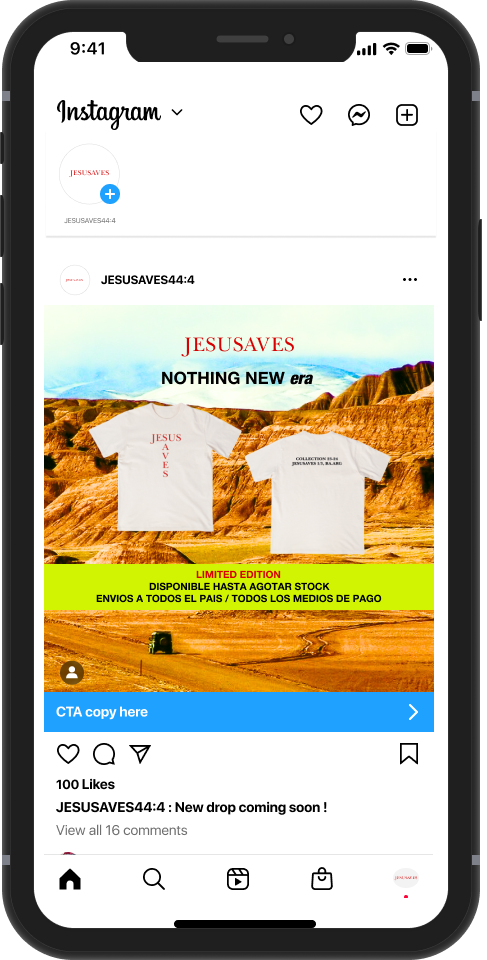 9:41
Instagram
JESUSAVES
JESUSAVES44:4
JESUSAVES
JESUSAVES44:4
JESUSAVES
NOTHING NEW era
JESUS
A
V
E
S
COLLECTION 23/24
JESUSAVES 1/3, BA.ARG
LIMITED EDITION
DISPONIBLE HASTA AGOTAR STOCK
ENVIOS A TODOS EL PAIS / TODOS LOS MEDIOS DE PAGO
CTA copy here
100 Likes
JESUSAVES44:4 : New drop coming soon !
View all 16 comments
JESUSAVES